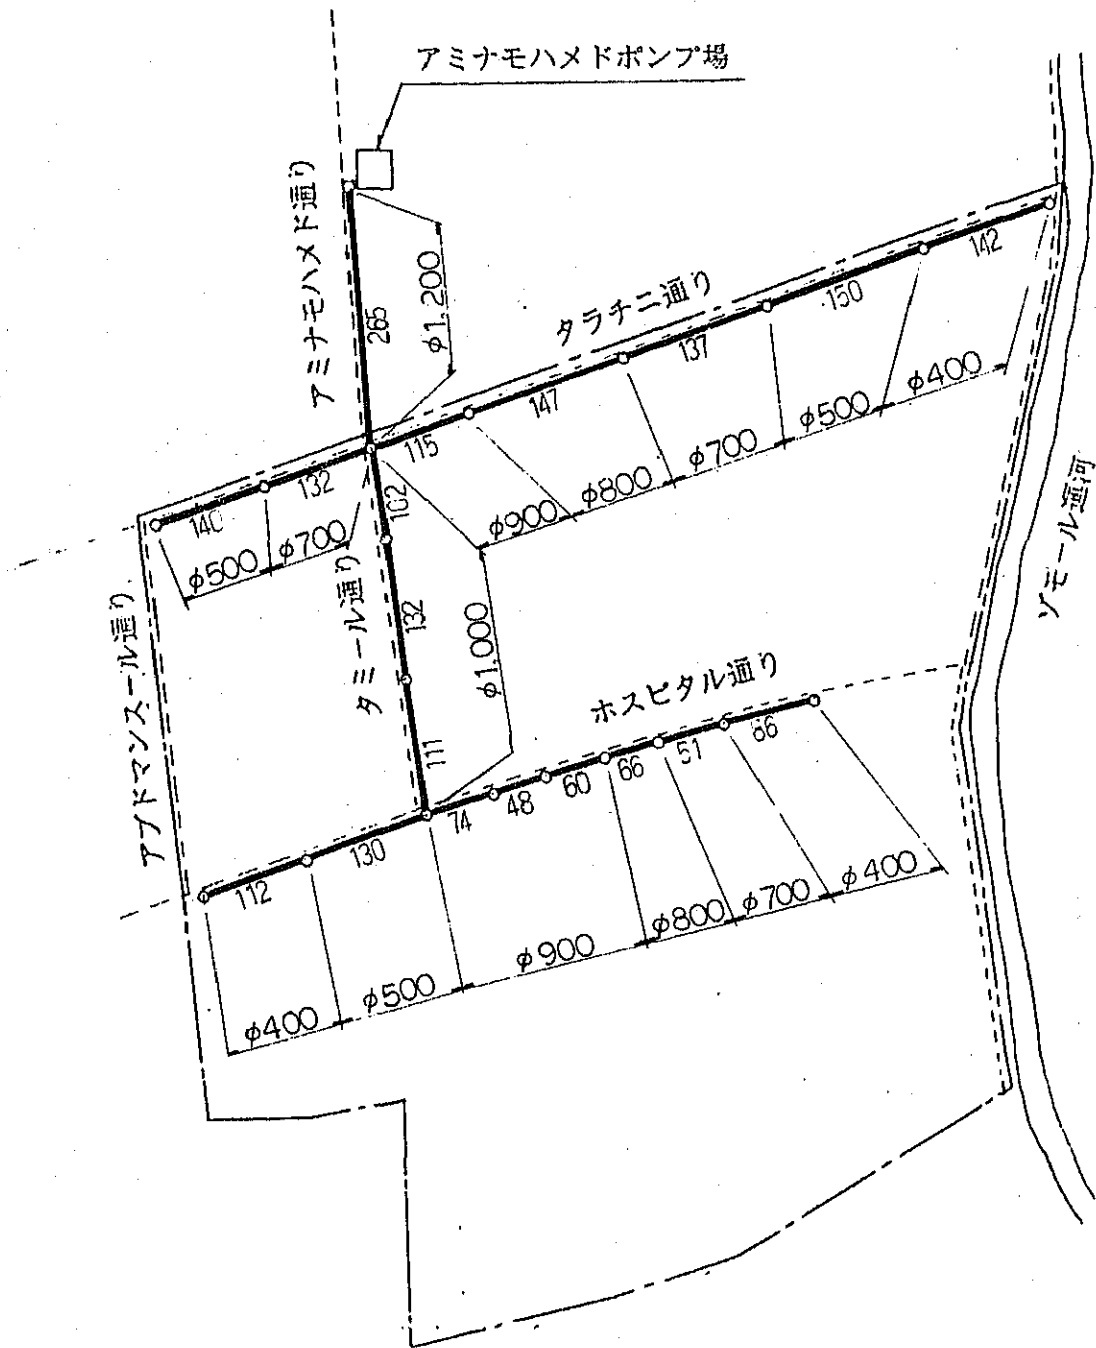 アミナモハメドポンプ場
アミナモハメド通り
265
φ1.200
タラチニ通り
142
150
137
147
115
132
140
φ400
φ500
φ700
φ800
φ900
φ500
φ700
102
132
111
タミール通り
φ1.000
アブドマンスール通り
ゾモール運河
ホスピタル通り
66
51
66
60
48
74
130
112
φ400
φ700
φ800
φ900
φ500
φ400